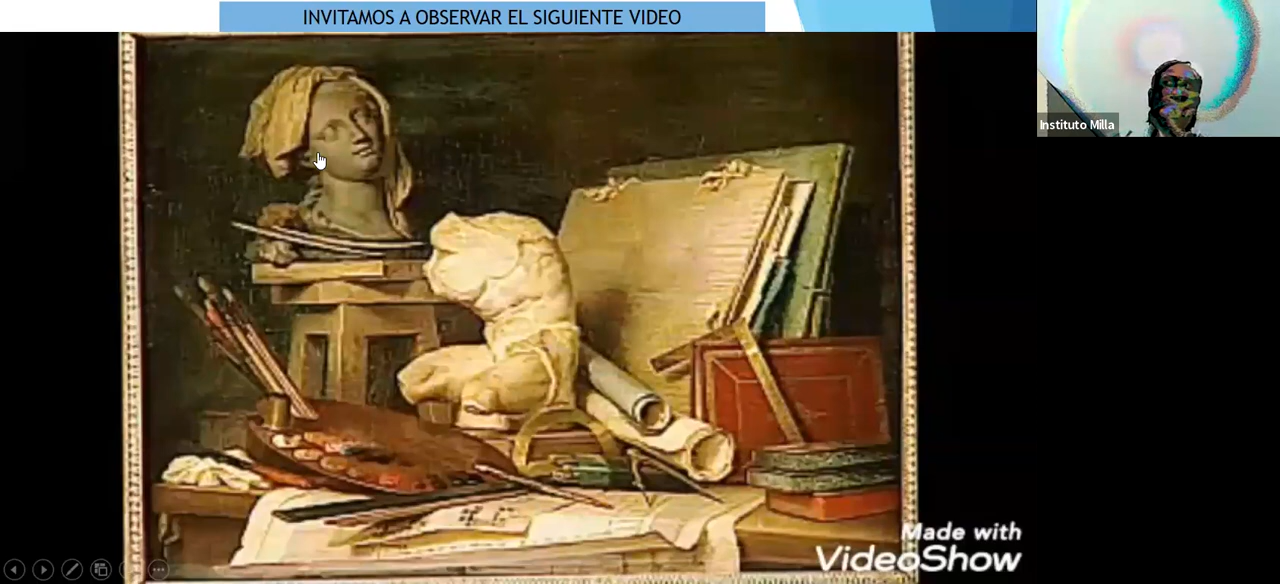 INVITAMOS A OBSERVAR EL SIGUIENTE VIDEO
Instituto Milla
Made with
VideoShow